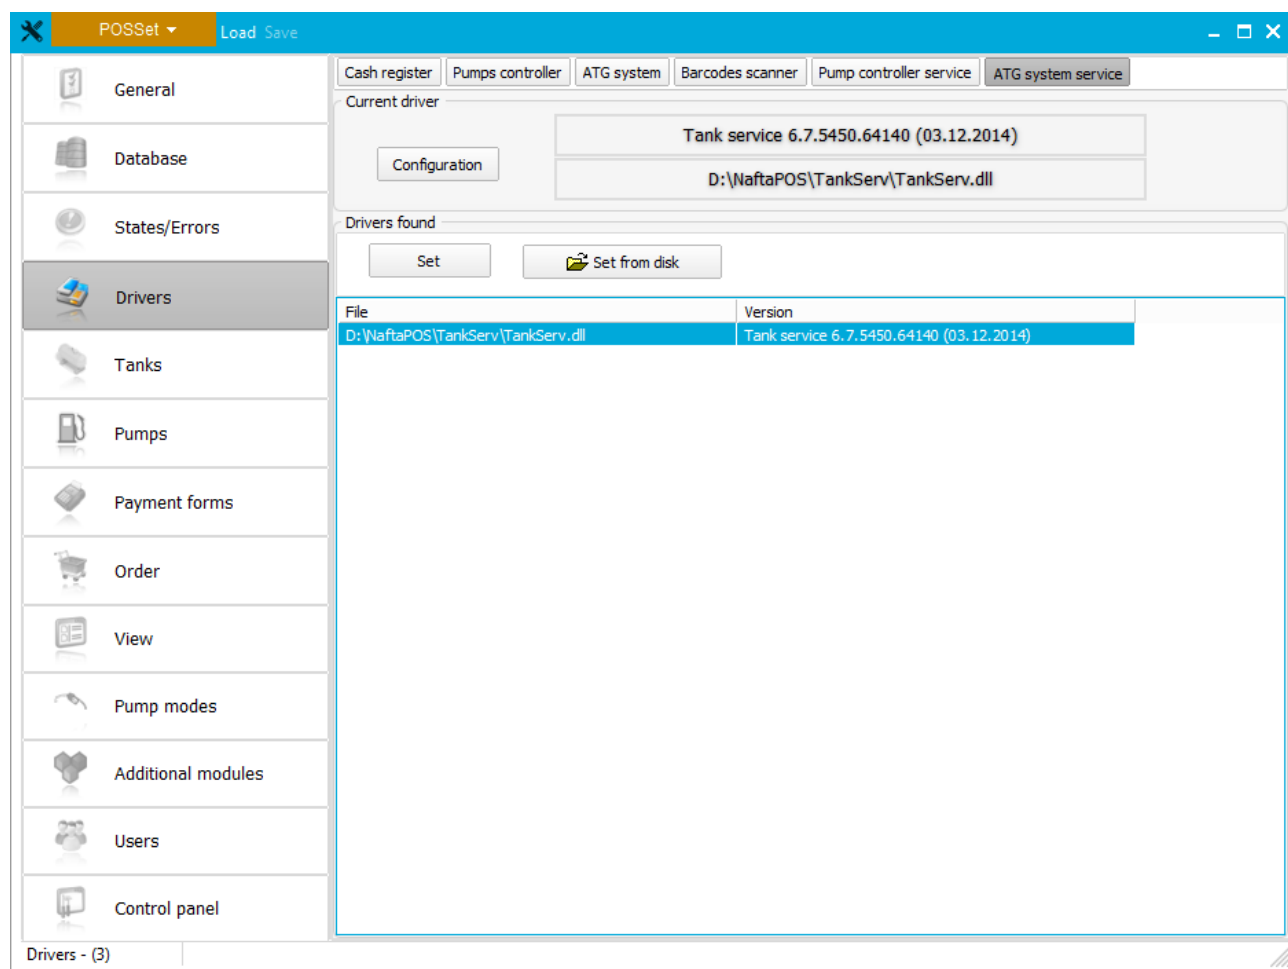 POSSet Load Save
General
Database
States/Errors
Drivers
Tanks
Pumps
Payment forms
Order
View
Pump modes
Additional modules
Users
Control panel
Cash register Pumps controller ATG system Barcodes scanner Pump controller service ATG system service
Current driver
Configuration
Tank service 6.7.5450.64140 (03.12.2014)
D:\NaftaPOS\TankServ\TankServ.dll
Drivers found
Set Set from disk
File Version
D:\NaftaPOS\TankServ\TankServ.dll Tank service 6.7.5450.64140 (03.12.2014)
Drivers - (3)